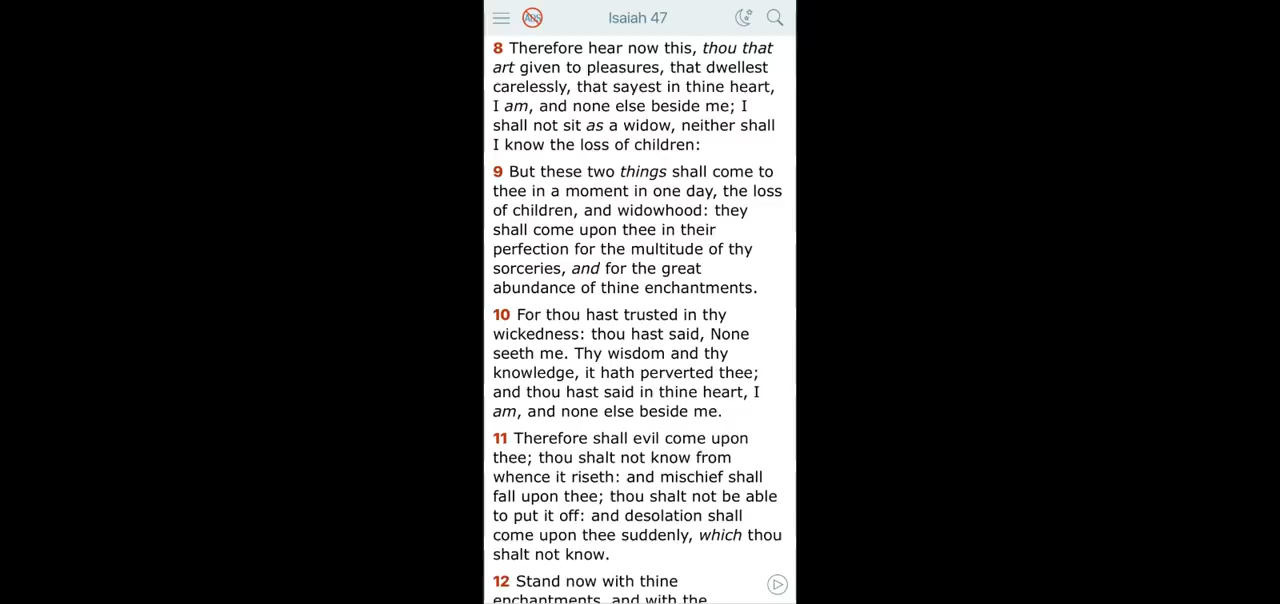 ADS
Isaiah 47
8 Therefore hear now this, thou that
art given to pleasures, that dwellest
carelessly, that sayest in thine heart,
I am, and none else beside me; I
shall not sit as a widow, neither shall
I know the loss of children:
9 But these two things shall come to
thee in a moment in one day, the loss
of children, and widowhood: they
shall come upon thee in their
perfection for the multitude of thy
sorceries, and for the great
abundance of thine enchantments.
10 For thou hast trusted in thy
wickedness: thou hast said, None
seeth me. Thy wisdom and thy
knowledge, it hath perverted thee;
and thou hast said in thine heart, I
am, and none else beside me.
11 Therefore shall evil come upon
thee; thou shalt not know from
whence it riseth: and mischief shall
fall upon thee; thou shalt not be able
to put it off: and desolation shall
come upon thee suddenly, which thou
shalt not know.
12 Stand now with thine
enchantments, and with the